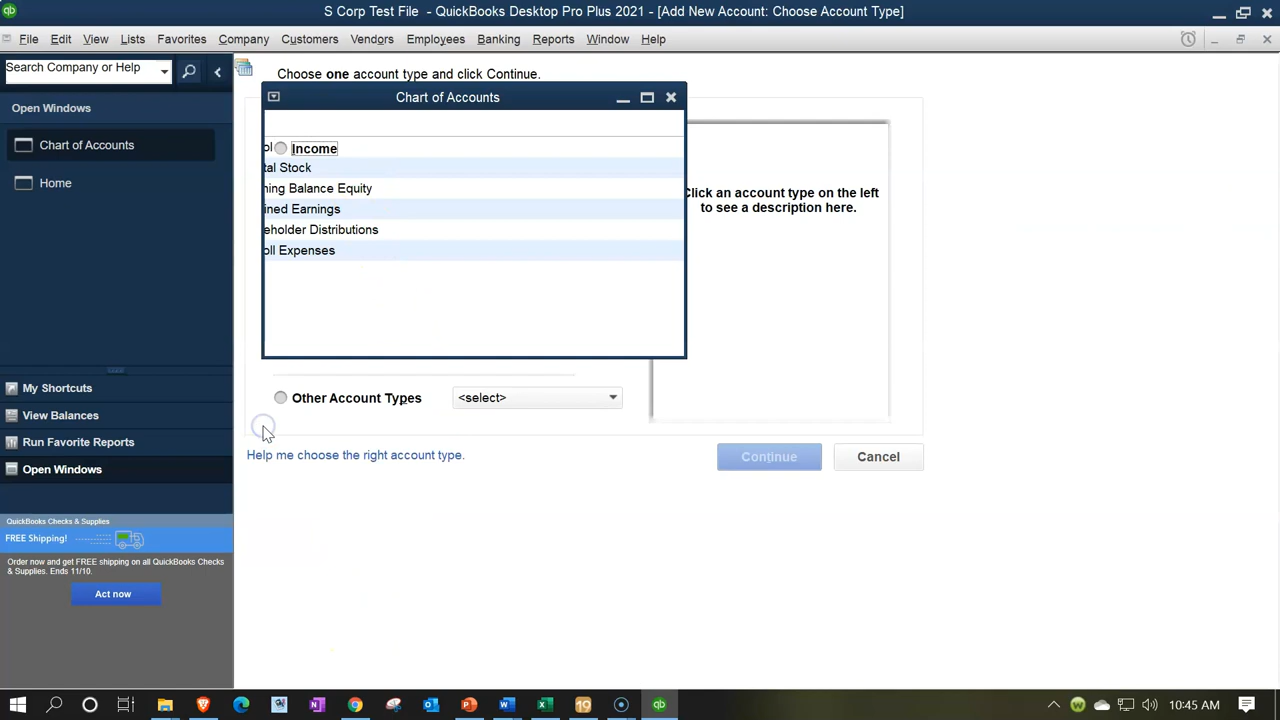 S Corp Test File - QuickBooks Desktop Pro Plus 2021 - [Add New Account: Choose Account Type]
File Edit View Lists Favorites Company Customers Vendors Employees Banking Reports Window Help
Search Company or Help
Open Windows
Chart of Accounts
Home
My Shortcuts
View Balances
Run Favorite Reports
Open Windows
QuickBooks Checks & Supplies
FREE Shipping!
Order now and get FREE shipping on all QuickBooks Checks
& Supplies. Ends 11/10.
Act now
Choose one account type and click Continue.
Chart of Accounts
ol Income
tal Stock
ning Balance Equity
ined Earnings
eholder Distributions
oll Expenses
Click an account type on the left
to see a description here.
Other Account Types <select>
Help me choose the right account type.
Continue Cancel
10:45 AM